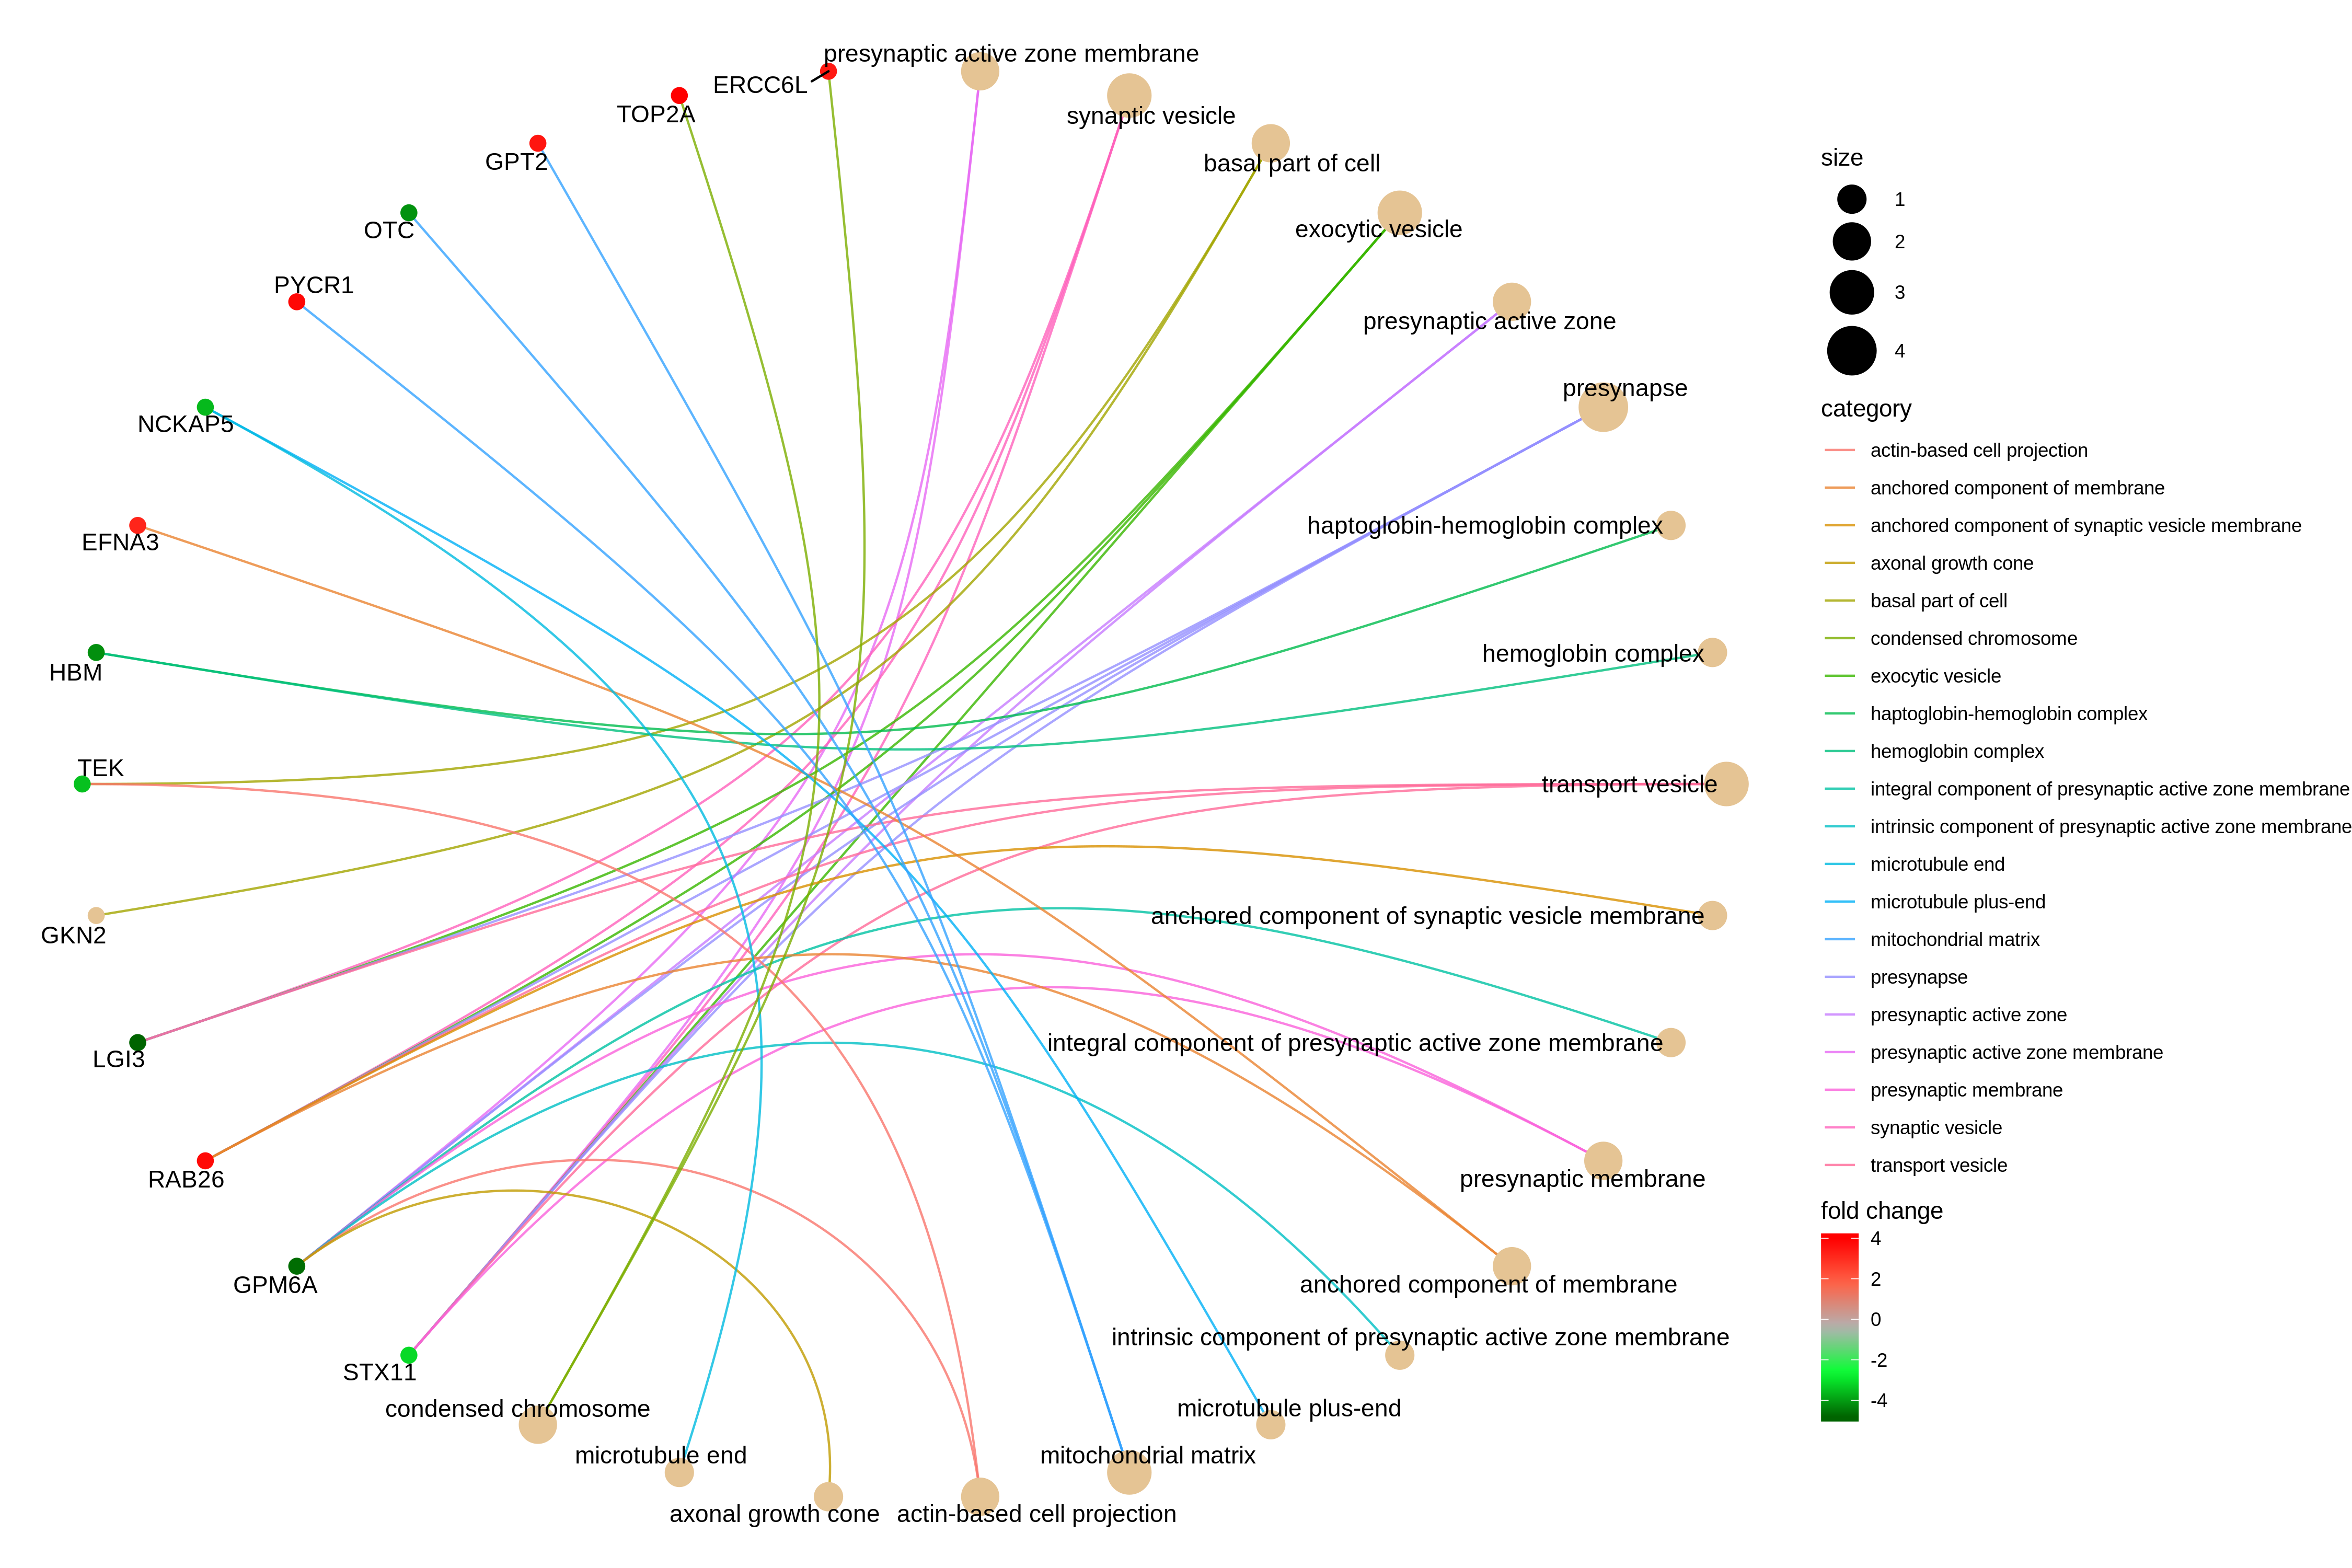 presynaptic active zone membrane
ERCC6L
synaptic vesicle
TOP2A
basal part of cell
GPT2
exocytic vesicle
OTC
presynaptic active zone
PYCR1
presynapse
NCKAP5
haptoglobin-hemoglobin complex
EFNA3
hemoglobin complex
HBM
transport vesicle
TEK
anchored component of synaptic vesicle membrane
GKN2
integral component of presynaptic active zone membrane
LGI3
presynaptic membrane
RAB26
anchored component of membrane
GPM6A
intrinsic component of presynaptic active zone membrane
STX11
microtubule plus-end
condensed chromosome
mitochondrial matrix
microtubule end
axonal growth cone
actin-based cell projection
size
1
2
3
4
category
actin-based cell projection
anchored component of membrane
anchored component of synaptic vesicle membrane
axonal growth cone
basal part of cell
condensed chromosome
exocytic vesicle
haptoglobin-hemoglobin complex
hemoglobin complex
integral component of presynaptic active zone membrane
intrinsic component of presynaptic active zone membrane
microtubule end
microtubule plus-end
mitochondrial matrix
presynapse
presynaptic active zone
presynaptic active zone membrane
presynaptic membrane
synaptic vesicle
transport vesicle
fold change
4
2
0
-2
-4